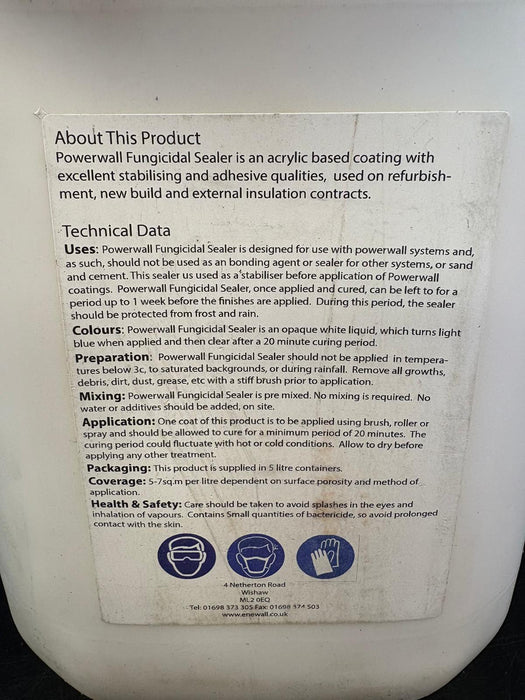 About This Product
Powerwall Fungicidal Sealer is an acrylic based coating with
excellent stabilising and adhesive qualities, used on refurbish-
ment, new build and external insulation contracts.
Technical Data
Uses: Powerwall Fungicidal Sealer is designed for use with powerwall systems and,
as such, should not be used as an bonding agent or sealer for other systems, or sand
and cement. This sealer us used as a stabiliser before application of Powerwall
coatings. Powerwall Fungicidal Sealer, once applied and cured, can be left to for a
period up to 1 week before the finishes are applied. During this period, the sealer
should be protected from frost and rain.
Colours: Powerwall Fungicidal Sealer is an opaque white liquid, which turns light
blue when applied and then clear after a 20 minute curing period.
Preparation: Powerwall Fungicidal Sealer should not be applied in tempera-
tures below 3c, to saturated backgrounds, or during rainfall. Remove all growths,
debris, dirt, dust, grease, etc with a stiff brush prior to application.
Mixing: Powerwall Fungicidal Sealer is pre mixed. No mixing is required. No
water or additives should be added, on site.
Application: One coat of this product is to be applied using brush, roller or
spray and should be allowed to cure for a minimum period of 20 minutes. The
curing period could fluctuate with hot or cold conditions. Allow to dry before
applying any other treatment.
Packaging: This product is supplied in 5 litre containers.
Coverage: 5-7sq.m per litre dependent on surface porosity and method of
application.
Health & Safety: Care should be taken to avoid splashes in the eyes and
inhalation of vapours. Contains Small quantities of bactericide, so avoid prolonged
contact with the skin.
4 Netherton Road
Wishaw
ML2 0EQ
Tel: 01698 373 305 Fax: 01698 374 503
www.enewall.co.uk